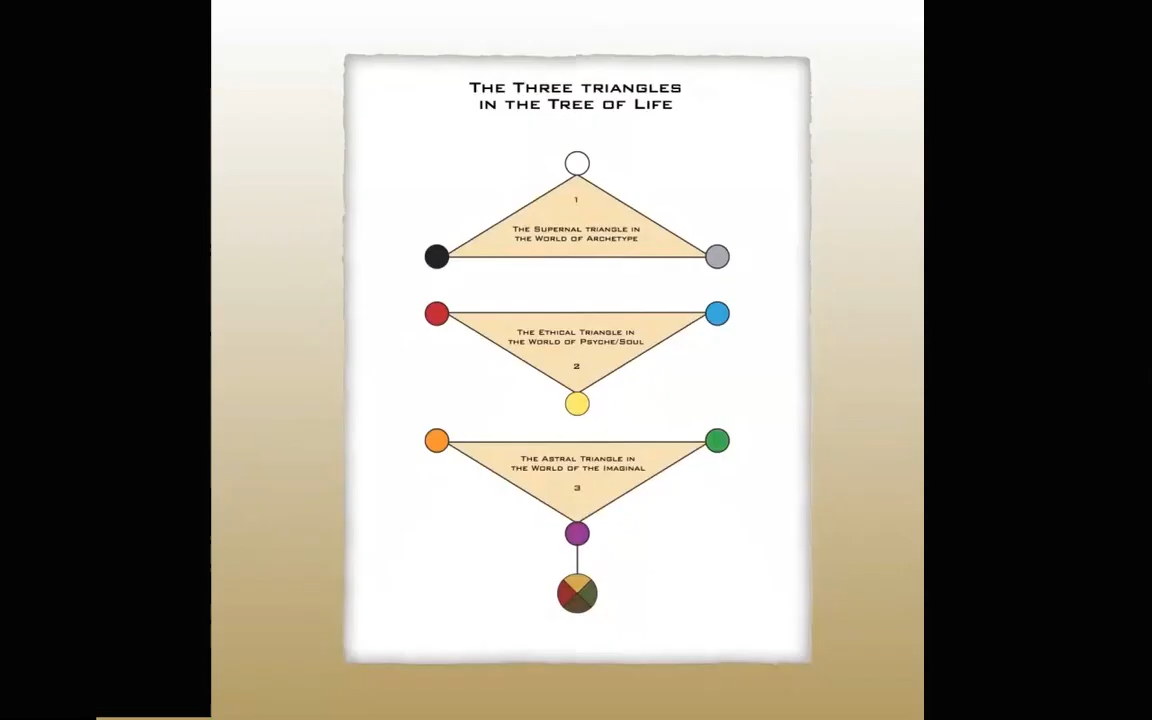 The Three triangles
in the Tree of Life
1
The Supernal triangle in
the World of Archetype
The Ethical Triangle in
the World of Psyche/Soul
2
The Astral Triangle in
the World of the Imaginal
3